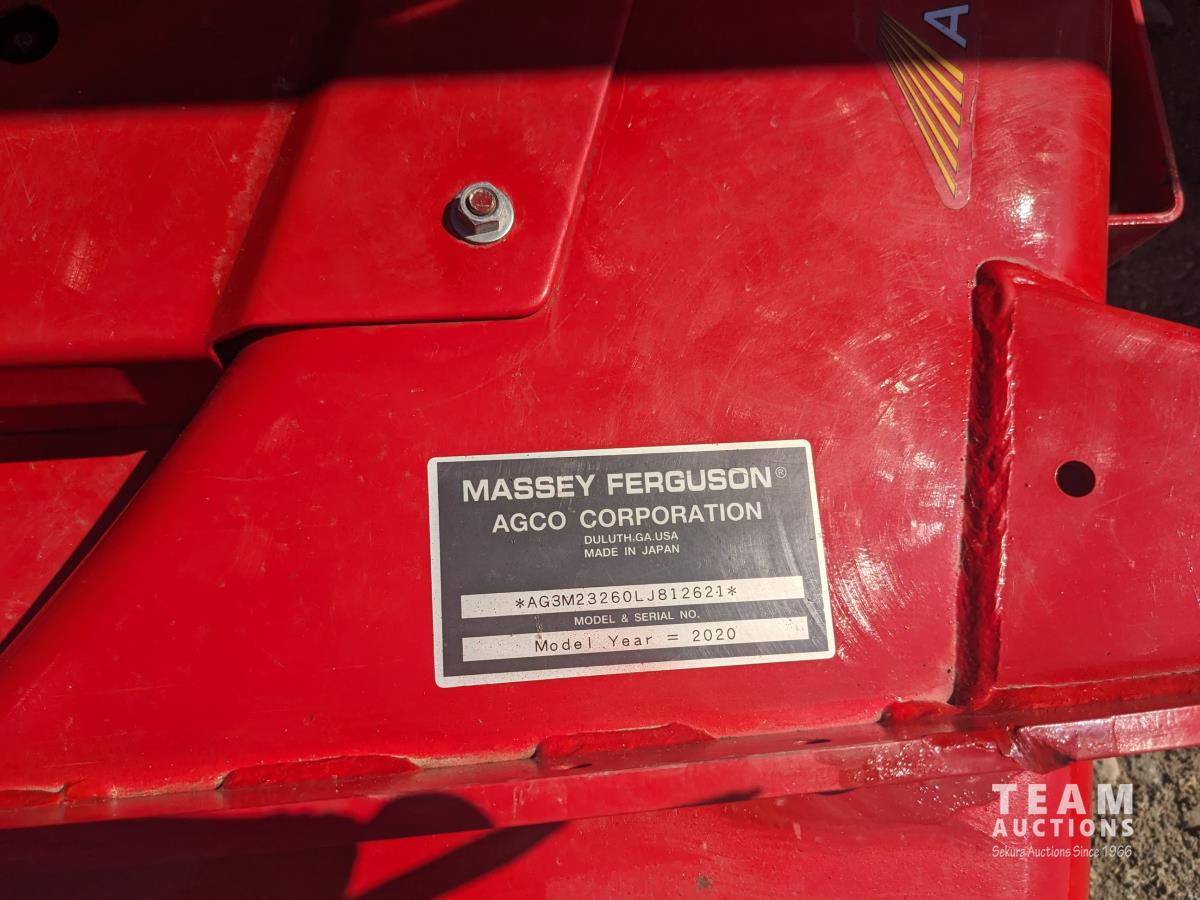 A
MASSEY FERGUSON®
AGCO CORPORATION
DULUTH,GA.USA
MADE IN JAPAN
*AG3M23260LJ812621*
MODEL & SERIAL NO.
Model Year = 2020
TEAM
AUCTIONS
Sekura Auctions Since 1966